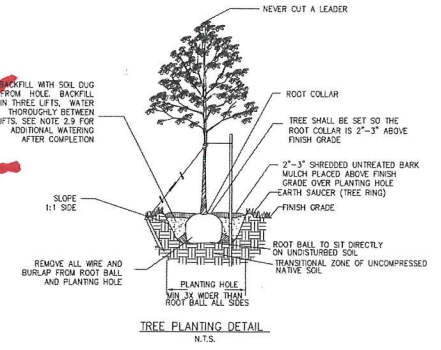 NEVER CUT A LEADER
BACKFILL WITH SOIL DUG
FROM HOLE. BACKFILL
IN THREE LIFTS, WATER
THOROUGHLY BETWEEN
LIFTS. SEE NOTE 2.9 FOR
ADDITIONAL WATERING
AFTER COMPLETION
ROOT COLLAR
TREE SHALL BE SET SO THE
ROOT COLLAR IS 2"-3" ABOVE
FINISH GRADE
2"-3" SHREDDED UNTREATED BARK
MULCH PLACED ABOVE FINISH
GRADE OVER PLANTING HOLE
EARTH SAUCER (TREE RING)
SLOPE
1:1 SIDE
FINISH GRADE
ROOT BALL TO SIT DIRECTLY
ON UNDISTURBED SOIL
TRANSITIONAL ZONE OF UNCOMPRESSED
NATIVE SOIL
REMOVE ALL WIRE AND
BURLAP FROM ROOT BALL
AND PLANTING HOLE
PLANTING HOLE
MIN 3X WIDER THAN
ROOT BALL ALL SIDES
TREE PLANTING DETAIL
N.T.S.